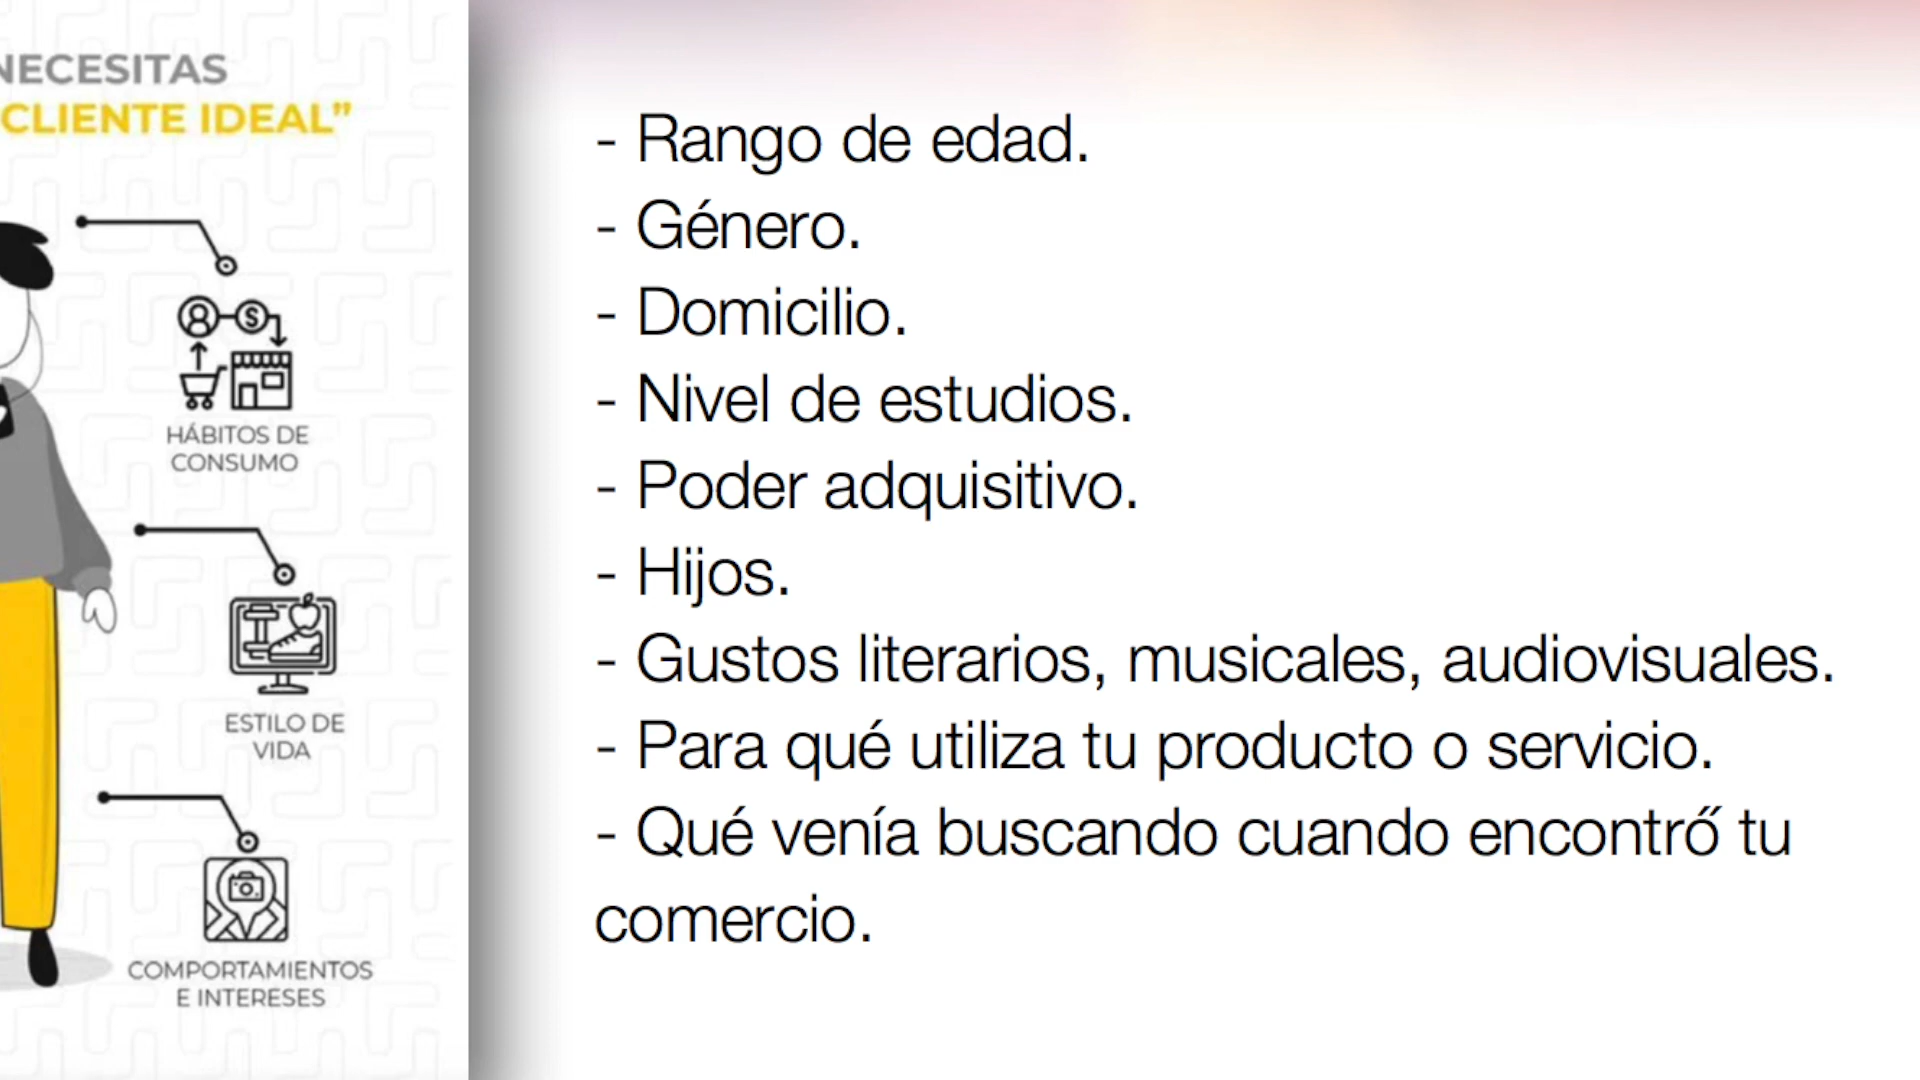 NECESITAS
CLIENTE IDEAL”
HÁBITOS DE
CONSUMO
ESTILO DE
VIDA
COMPORTAMIENTOS
E INTERESES
- Rango de edad.
- Género.
- Domicilio.
- Nivel de estudios.
- Poder adquisitivo.
- Hijos.
- Gustos literarios, musicales, audiovisuales.
- Para qué utiliza tu producto o servicio.
- Qué venía buscando cuando encontrő tu
comercio.